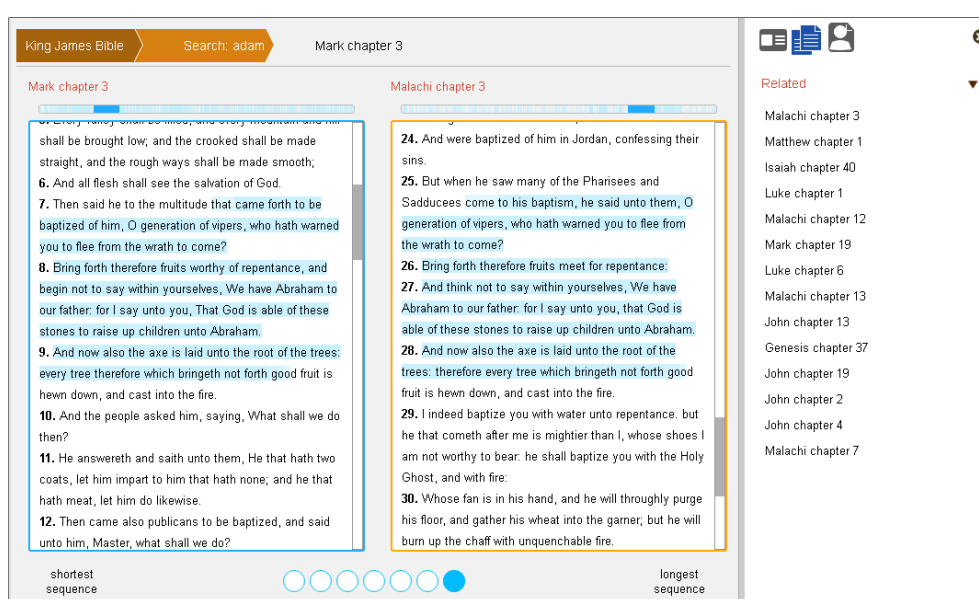 King James Bible
Search: adam
Mark chapter 3
Mark chapter 3
shall be brought low; and the crooked shall be made
straight, and the rough ways shall be made smooth;
6. And all flesh shall see the salvation of God.
7. Then said he to the multitude that came forth to be
baptized of him, O generation of vipers, who hath warned
you to flee from the wrath to come?
8. Bring forth therefore fruits worthy of repentance, and
begin not to say within yourselves, We have Abraham to
our father: for I say unto you, That God is able of these
stones to raise up children unto Abraham.
9. And now also the axe is laid unto the root of the trees:
every tree therefore which bringeth not forth good fruit is
hewn down, and cast into the fire.
10. And the people asked him, saying, What shall we do
then?
11. He answereth and saith unto them, He that hath two
coats, let him impart to him that hath none; and he that
hath meat, let him do likewise.
12. Then came also publicans to be baptized, and said
unto him, Master, what shall we do?
Malachi chapter 3
24. And were baptized of him in Jordan, confessing their
sins.
25. But when he saw many of the Pharisees and
Sadducees come to his baptism, he said unto them, O
generation of vipers, who hath warned you to flee from
the wrath to come?
26. Bring forth therefore fruits meet for repentance:
27. And think not to say within yourselves, We have
Abraham to our father: for I say unto you, that God is
able of these stones to raise up children unto Abraham.
28. And now also the axe is laid unto the root of the
trees: therefore every tree which bringeth not forth good
fruit is hewn down, and cast into the fire.
29. I indeed baptize you with water unto repentance. but
he that cometh after me is mightier than I, whose shoes I
am not worthy to bear: he shall baptize you with the Holy
Ghost, and with fire:
30. Whose fan is in his hand, and he will throughly purge
his floor, and gather his wheat into the garner; but he will
burn up the chaff with unquenchable fire.
shortest
sequence
longest
sequence
Related
Malachi chapter 3
Matthew chapter 1
Isaiah chapter 40
Luke chapter 1
Malachi chapter 12
Mark chapter 19
Luke chapter 6
Malachi chapter 13
John chapter 13
Genesis chapter 37
John chapter 19
John chapter 2
John chapter 4
Malachi chapter 7